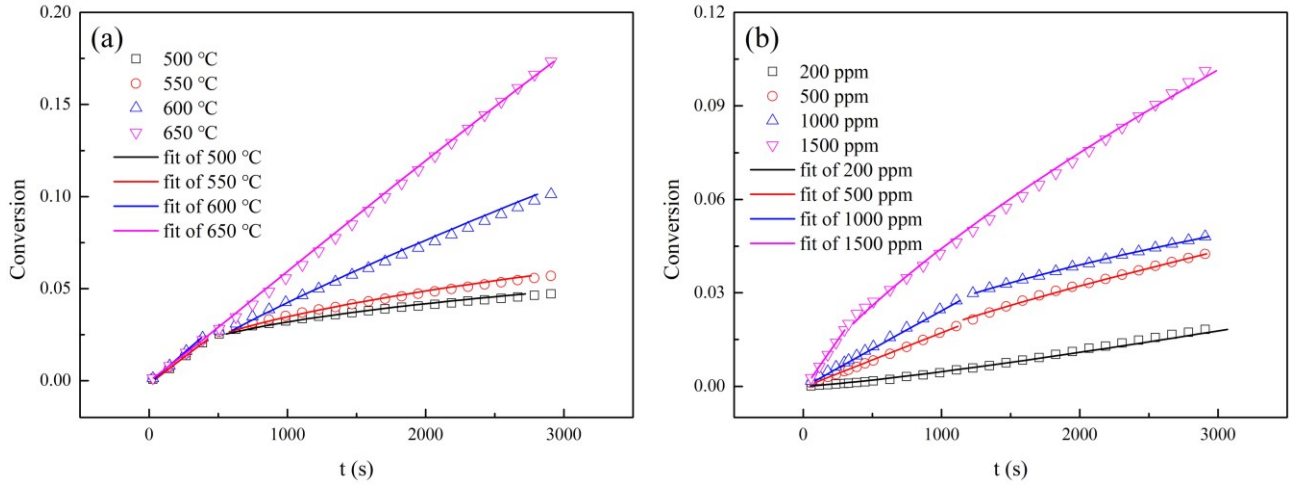 (a)
500 °C
550 °C
600 °C
650 °C
fit of 500 °C
fit of 550 °C
fit of 600 °C
fit of 650 °C
0.20
0.15
0.10
0.05
0.00
Conversion
0
1000
2000
3000
t (s)
(b)
200 ppm
500 ppm
1000 ppm
1500 ppm
fit of 200 ppm
fit of 500 ppm
fit of 1000 ppm
fit of 1500 ppm
0.12
0.09
0.06
0.03
0.00
Conversion
0
1000
2000
3000
t (s)